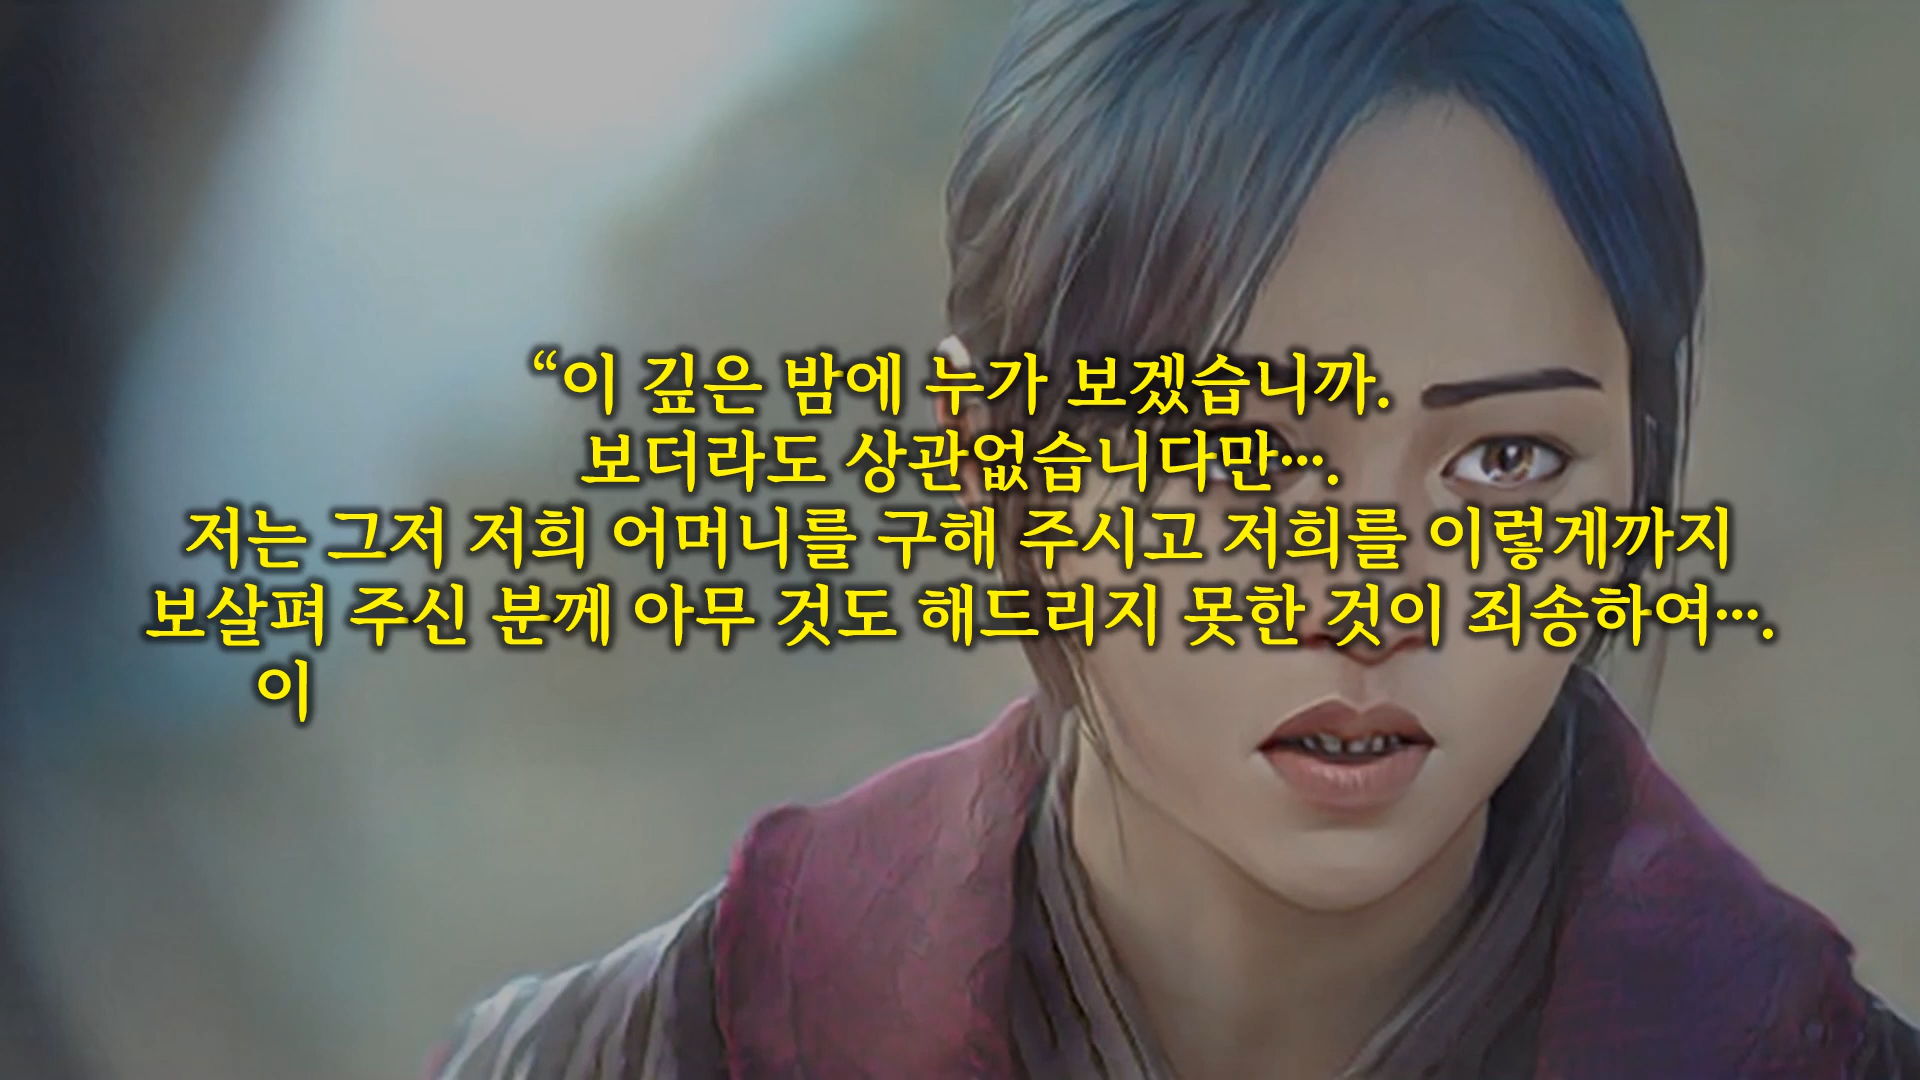 “이 깊은 밤에 누가 보겠습니까.
보더라도 상관없습니다만···.
저는 그저 저희 어머니를 구해 주시고 저희를 이렇게까지
보살펴 주신 분께 아무 것도 해드리지 못한 것이 죄송하여···.
이